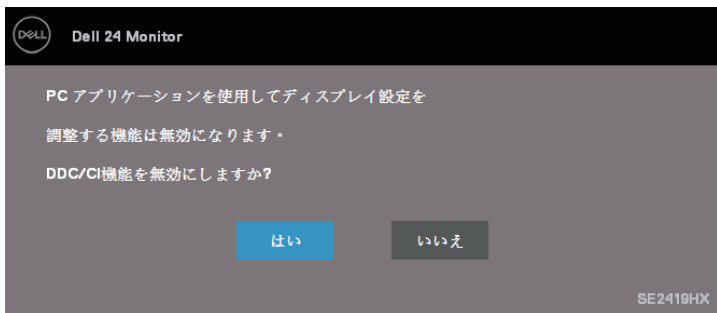 DELL
Dell 24 Monitor
PC アプリケーションを使用してディスプレイ設定を
調整する機能は無効になります・
DDC/CI機能を無効にしますか?
はい
いいえ
SE2419HX